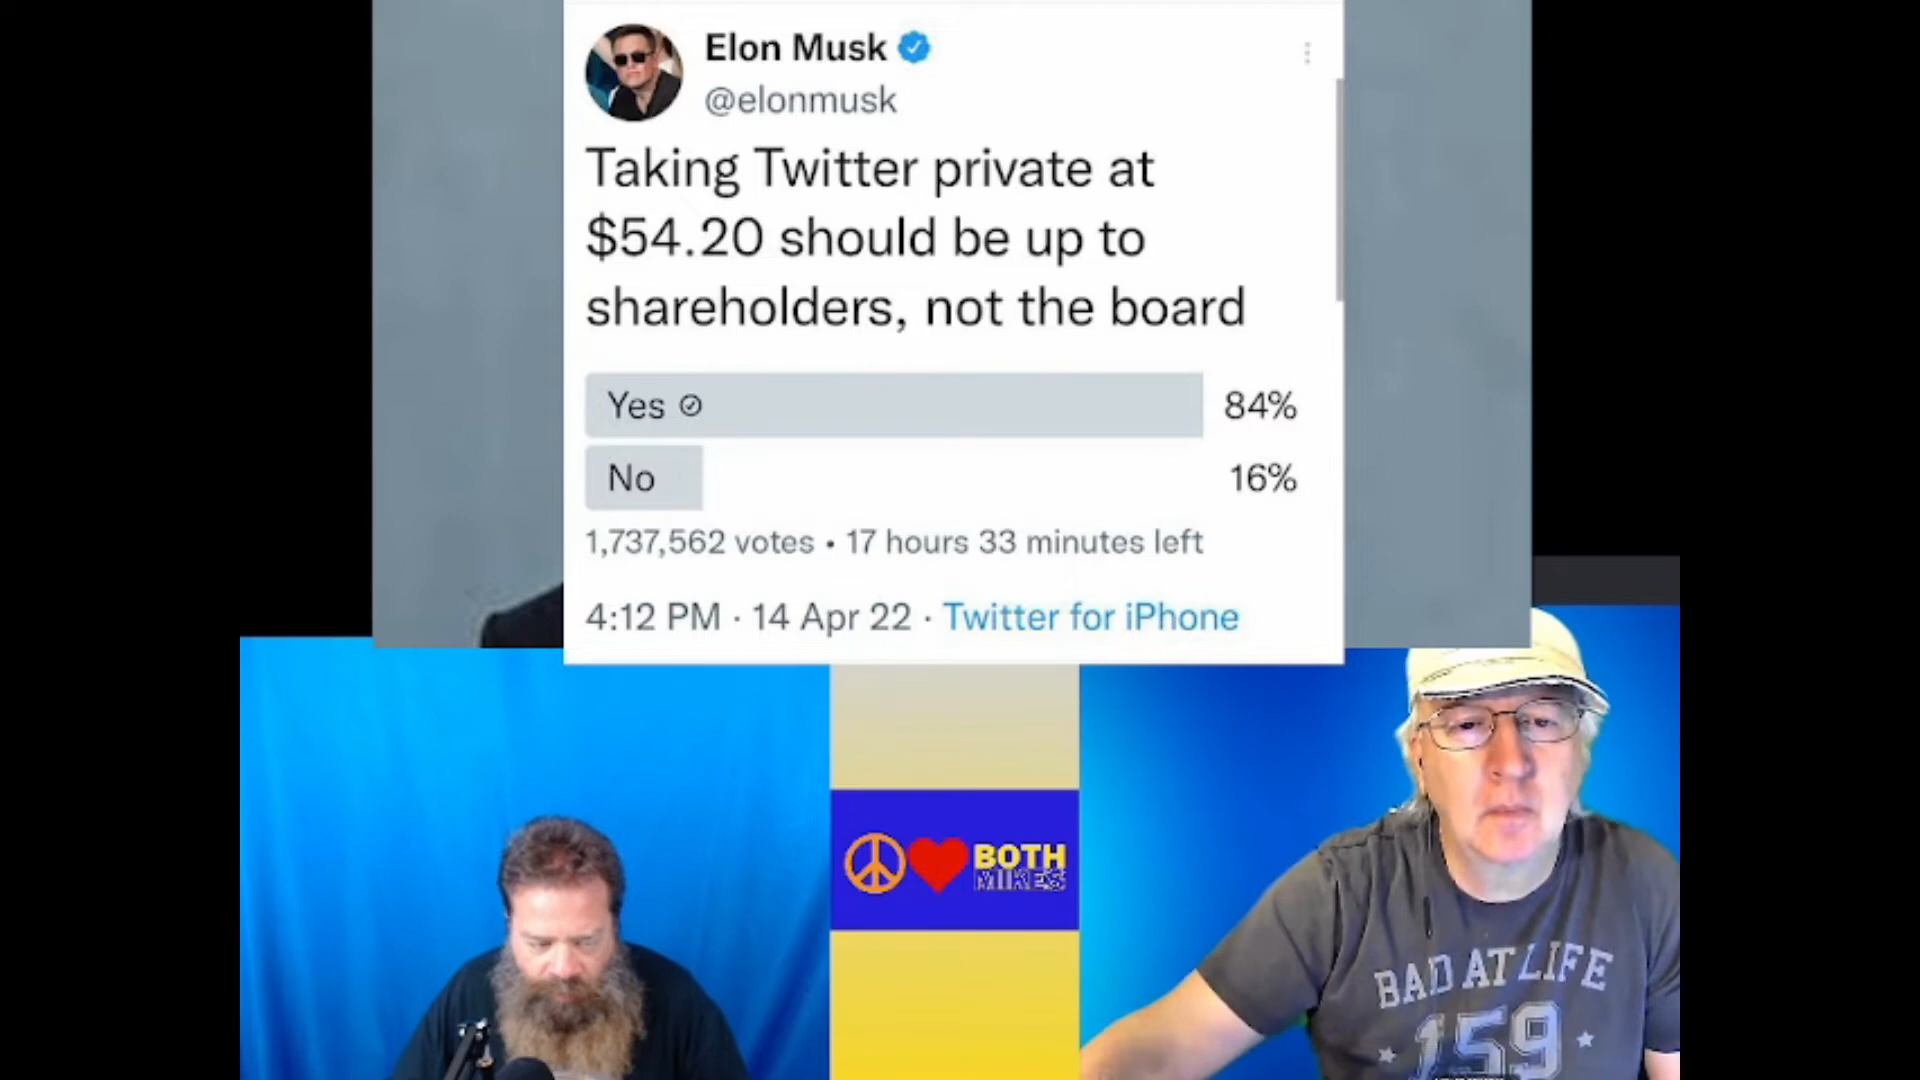 Elon Musk
@elonmusk
Taking Twitter private at
$54.20 should be up to
shareholders, not the board
Yes
84%
No
16%
1,737,562 votes • 17 hours 33 minutes left
4:12 PM · 14 Apr 22 · Twitter for iPhone
BOTH
MIKES
BAD AT LIFE
159